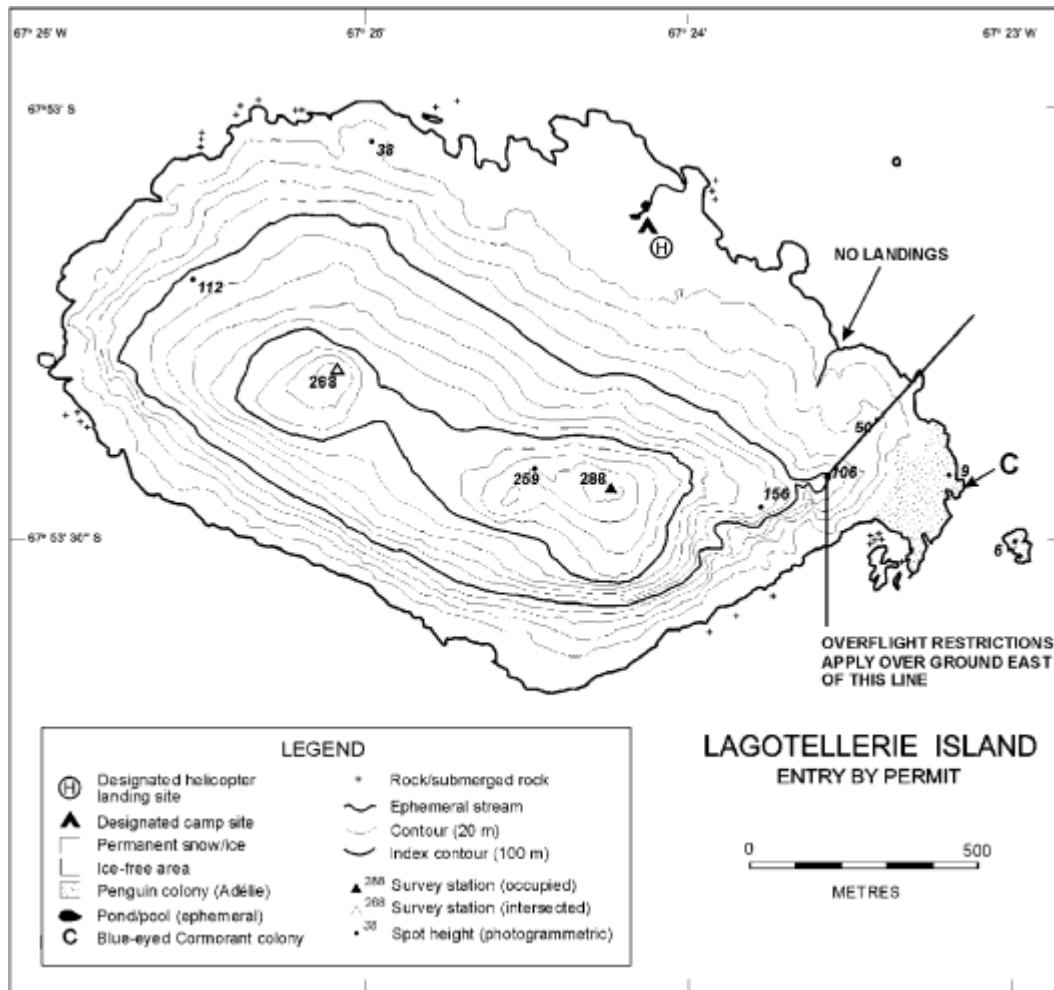 67° 26' W
67° 25'
67° 24'
67° 23' W
67° 53' S
38
H
NO LANDINGS
112
268
50
259
288
156
106
9
C
67° 53' 30" S
6
OVERFLIGHT RESTRICTIONS
APPLY OVER GROUND EAST
OF THIS LINE
LAGOTELLERIE ISLAND
ENTRY BY PERMIT
0
500
METRES
LEGEND
H Designated helicopter
landing site
Designated camp site
Permanent snow/ice
Ice-free area
Penguin colony (Adélie)
Pond/pool (ephemeral)
C Blue-eyed Cormorant colony
Rock/submerged rock
Ephemeral stream
Contour (20 m)
Index contour (100 m)
288 Survey station (occupied)
268 Survey station (intersected)
38 Spot height (photogrammetric)